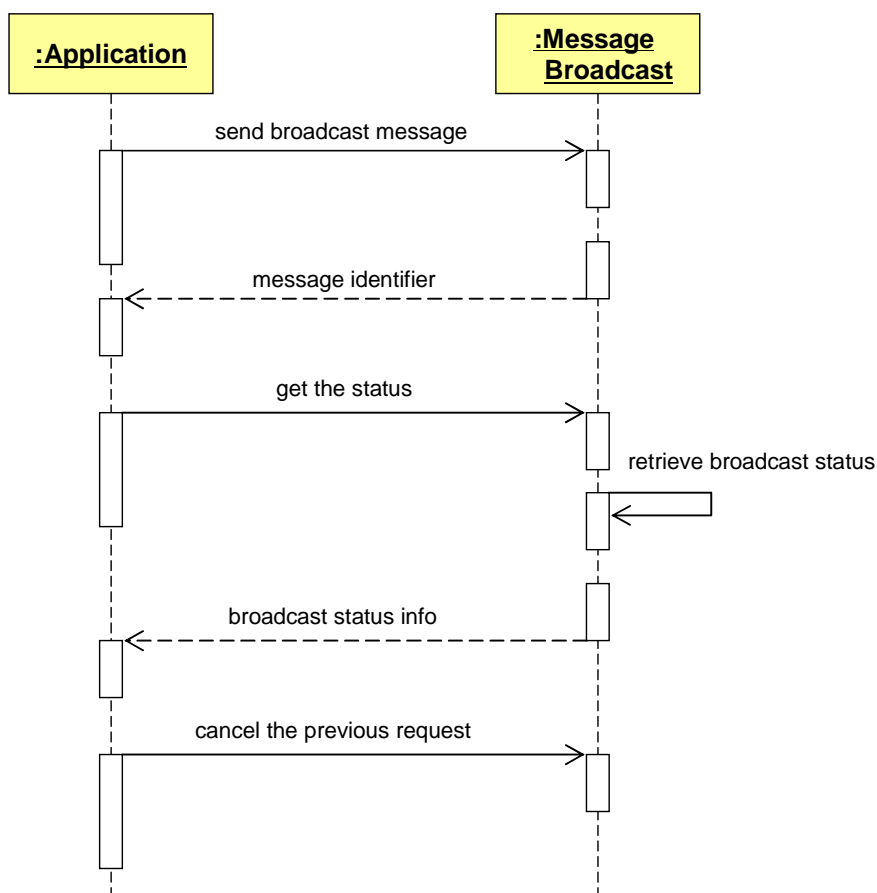 :Application
:Message
Broadcast
send broadcast message
message identifier
get the status
retrieve broadcast status
broadcast status info
cancel the previous request